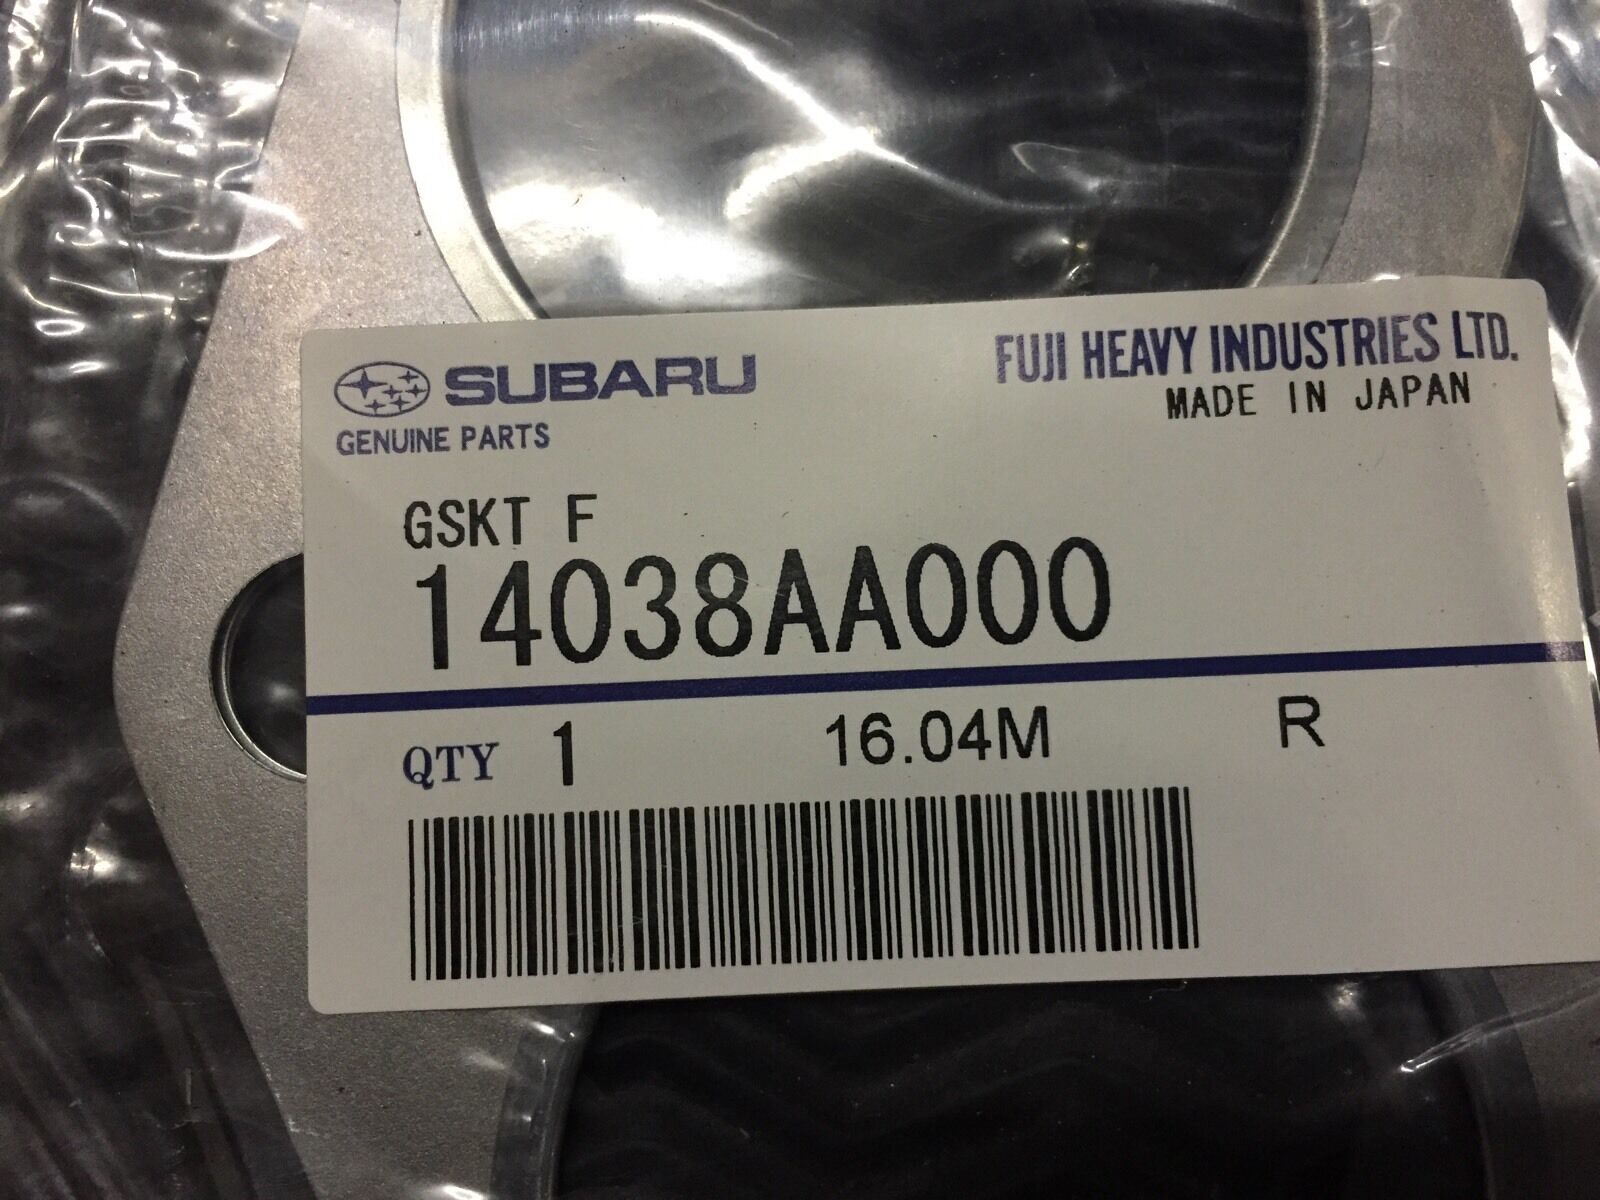 SUBARU
FUJI HEAVY INDUSTRIES LTD.
MADE IN JAPAN
GENUINE PARTS
GSKT F
14038AA000
QTY 1 16.04M R